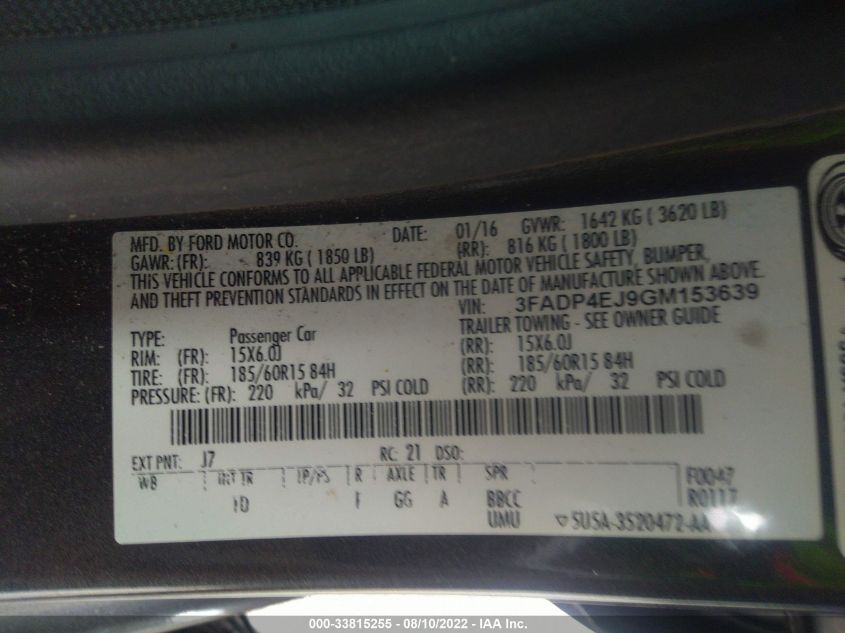 MFD. BY FORD MOTOR CO. DATE: 01/16 GVWR: 1642 KG ( 3620 LB)
GAWR: (FR): 839 KG ( 1850 LB) (RR): 816 KG ( 1800 LB)
THIS VEHICLE CONFORMS TO ALL APPLICABLE FEDERAL MOTOR VEHICLE SAFETY, BUMPER,
AND THEFT PREVENTION STANDARDS IN EFFECT ON THE DATE OF MANUFACTURE SHOWN ABOVE.
VIN: 3FADP4EJ9GM153639
TYPE: Passenger Car TRAILER TOWING - SEE OWNER GUIDE
RIM: (FR): 15X6.0J (RR): 15X6.0J
TIRE: (FR): 185/60R15 84H (RR): 185/60R15 84H
PRESSURE: (FR): 220 kPa/ 32 PSI COLD (RR): 220 kPa/ 32 PSI COLD
EXT PNT: J7 RC: 21 DSO:
WB INT TR TP/PS R AXLE TR SPR F0047
F GG A BBCC R0117
UMU ▽ 5U5A-3520472-AA
000-33815255 - 08/10/2022 - IAA Inc.